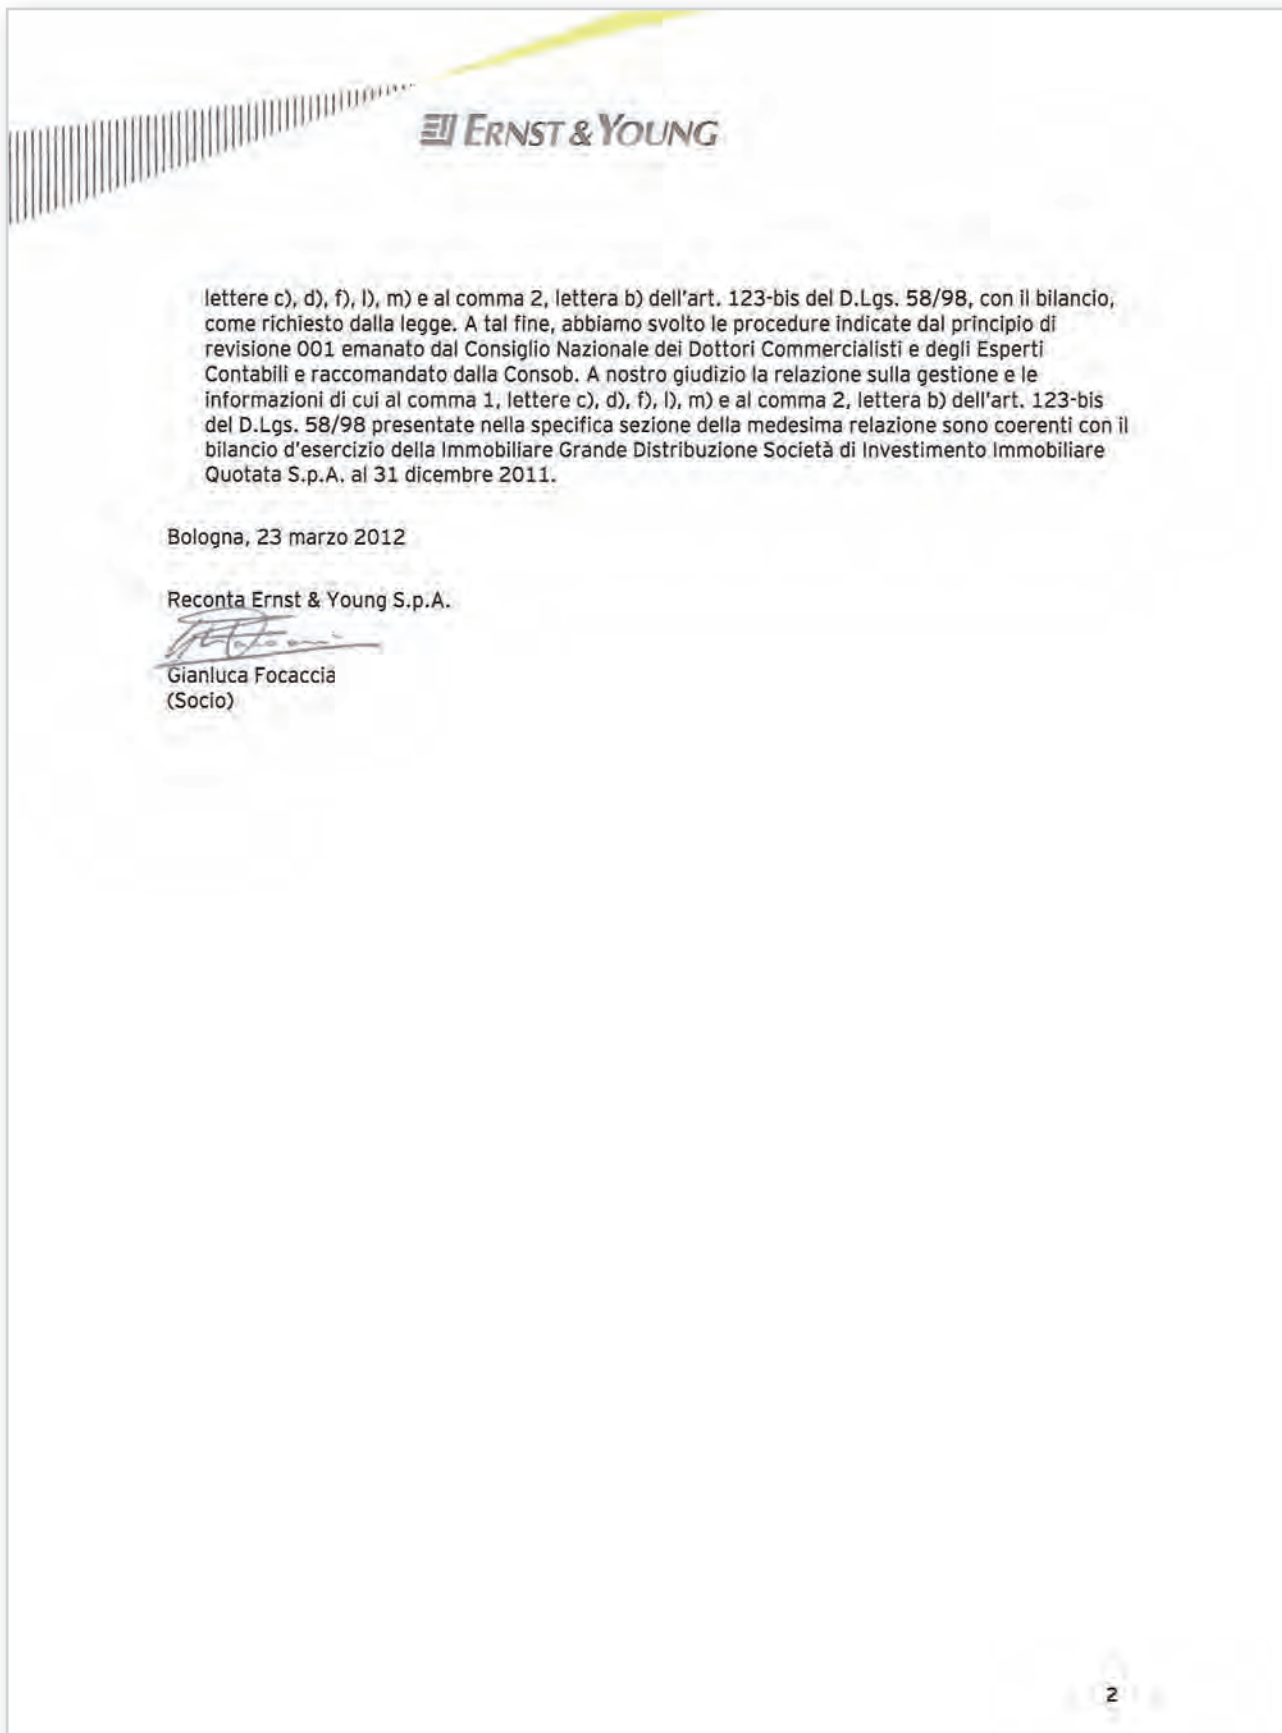 ERNST & YOUNG
lettere c), d), f), l), m) e al comma 2, lettera b) dell'art. 123-bis del D.Lgs. 58/98, con il bilancio,
come richiesto dalla legge. A tal fine, abbiamo svolto le procedure indicate dal principio di
revisione 001 emanato dal Consiglio Nazionale dei Dottori Commercialisti e degli Esperti
Contabili e raccomandato dalla Consob. A nostro giudizio la relazione sulla gestione e le
informazioni di cui al comma 1, lettere c), d), f), l), m) e al comma 2, lettera b) dell'art. 123-bis
del D.Lgs. 58/98 presentate nella specifica sezione della medesima relazione sono coerenti con il
bilancio d'esercizio della Immobiliare Grande Distribuzione Società di Investimento Immobiliare
Quotata S.p.A. al 31 dicembre 2011.
Bologna, 23 marzo 2012
Reconta Ernst & Young S.p.A.
Gianluca Focaccia
(Socio)
2